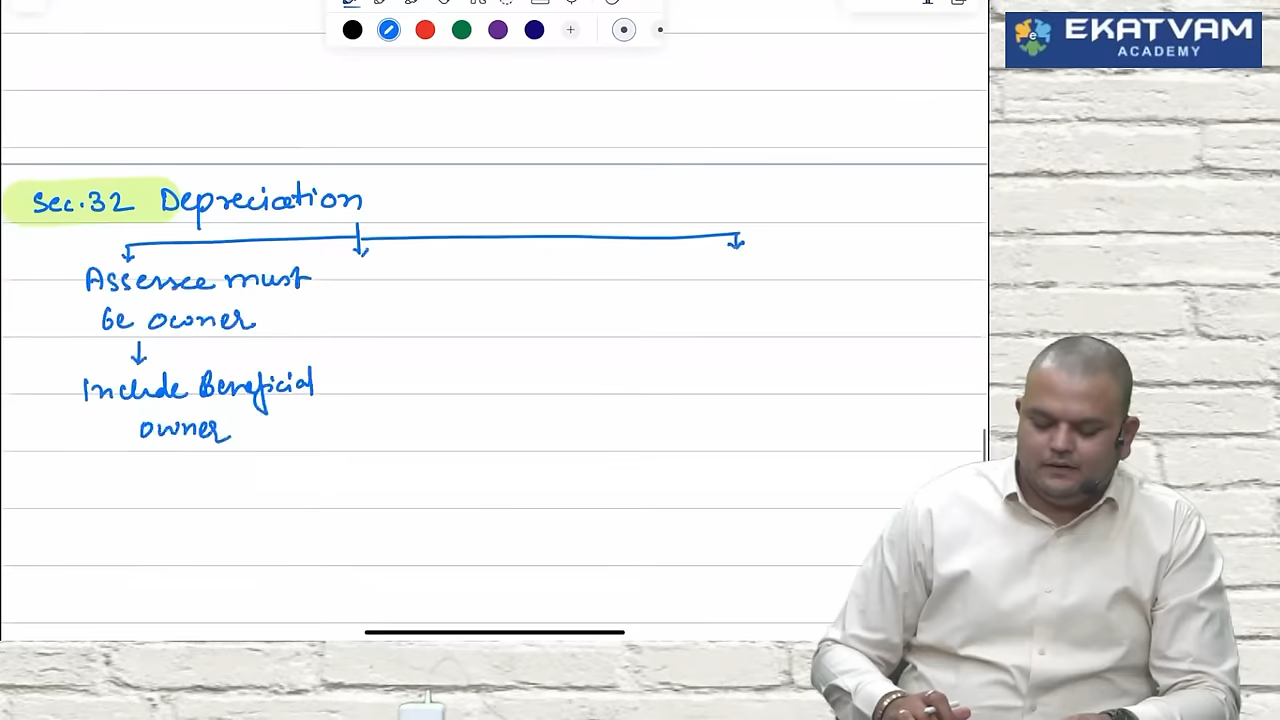 EKATVAM
ACADEMY
Sec.32 Depreciation
Assessee must
be owner
Include Beneficial
owner